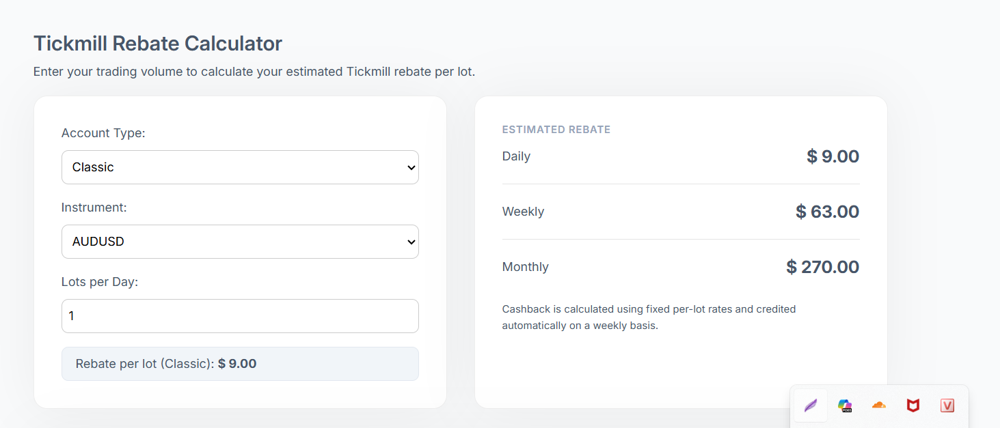 Tickmill Rebate Calculator
Enter your trading volume to calculate your estimated Tickmill rebate per lot.
Account Type:
Classic
Instrument:
AUDUSD
Lots per Day:
1
Rebate per lot (Classic): $ 9.00
ESTIMATED REBATE
Daily $ 9.00
Weekly $ 63.00
Monthly $ 270.00
Cashback is calculated using fixed per-lot rates and credited
automatically on a weekly basis.
M365
V